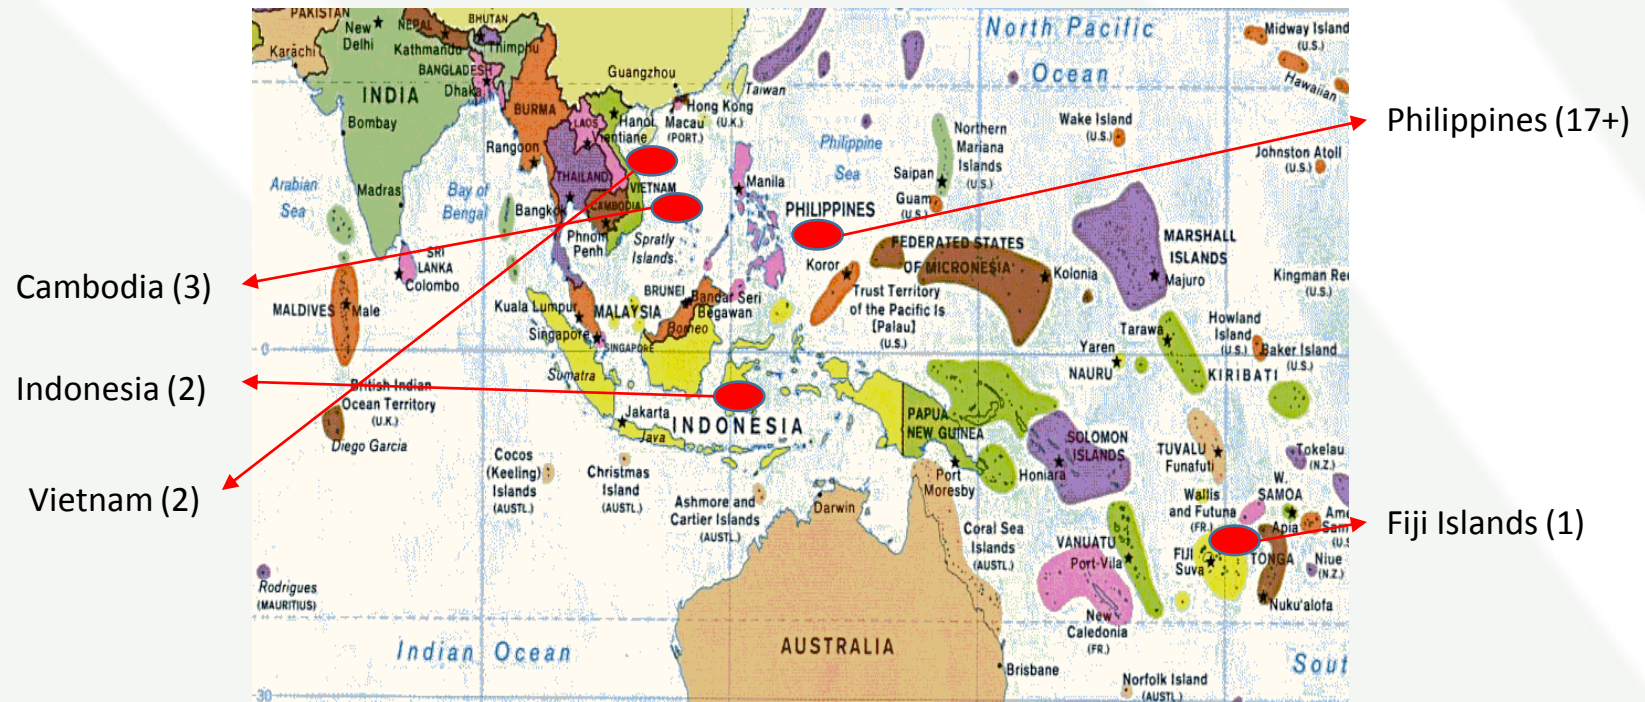 Philippines (17+)
Cambodia (3)
Indonesia (2)
Vietnam (2)
Fiji Islands (1)
PAKISTAN
New
Delhi
NEPAL
BHUTAN
Karachi
Kathmandu
Thimphu
BANGLADESH
Dhaka
INDIA
Bombay
Madras
Arabian
Sea
Bay of
Bengal
SRI
LANKA
Colombo
MALDIVES
Male
British Indian
Ocean Territory
(U.K.)
Diego Garcia
Rodrigues
(MAURITIUS)
Indian Ocean
0
30
BURMA
Rangoon
LAOS
Hanoi
Vientiane
THAILAND
Bangkok
VIETNAM
CAMBODIA
Phnom
Penh
Guangzhou
Hong Kong
(U.K.)
Macau
(PORT.)
Taiwan
Spratly
Islands
Kuala Lumpur
MALAYSIA
Singapore
SINGAPORE
BRUNEI
Bandar Seri
Begawan
Borneo
Sumatra
Jakarta
Java
INDONESIA
Cocos
(Keeling)
Islands
(AUSTL.)
Christmas
Island
(AUSTL.)
Ashmore and
Cartier Islands
(AUSTL.)
Darwin
AUSTRALIA
Brisbane
Philippine
Sea
Manila
PHILIPPINES
North Pacific
Ocean
Midway Island
(U.S.)
Hawaiian
Wake Island
(U.S.)
Johnston Atoll
(U.S.)
Northern
Mariana
Islands
(U.S.)
Saipan
Guam
(U.S.)
FEDERATED STATES
OF MICRONESIA
Kolonia
Koror
Trust Territory
of the Pacific Is
[Palau]
(U.S.)
MARSHALL
ISLANDS
Majuro
Kingman Ree
(U.S.)
Howland
Island
(U.S.)
Baker Island
(U.S.)
Tarawa
KIRIBATI
Yaren
NAURU
PAPUA
NEW GUINEA
Port
Moresby
SOLOMON
ISLANDS
Honiara
TUVALU
Funafuti
Tokelau
(N.Z.)
W.
SAMOA
Apia
Ame
Sam
(U.S
Wallis
and Futuna
(FR.)
Coral Sea
Islands
(AUSTL.)
VANUATU
Port-Vila
FIJI
Suva
TONGA
Niue
(N.Z.)
Nuku'alofa
New
Caledonia
(FR.)
Norfolk Island
(AUSTL.)
Sout